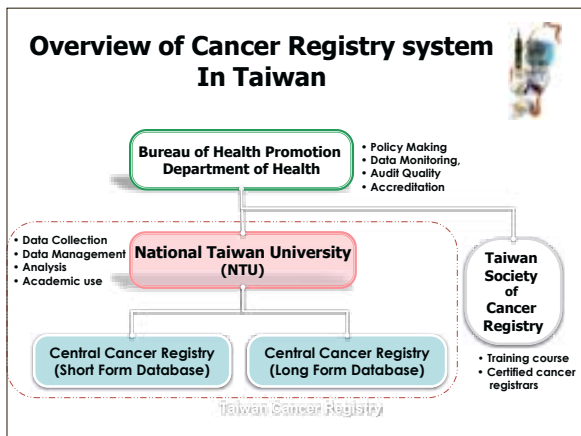 Overview of Cancer Registry system
In Taiwan
Bureau of Health Promotion
Department of Health
• Policy Making
• Data Monitoring,
• Audit Quality
• Accreditation
• Data Collection
• Data Management
• Analysis
• Academic use
National Taiwan University
(NTU)
Taiwan
Society
of
Cancer
Registry
Central Cancer Registry
(Short Form Database)
Central Cancer Registry
(Long Form Database)
• Training course
• Certified cancer
registrars
Taiwan Cancer Registry